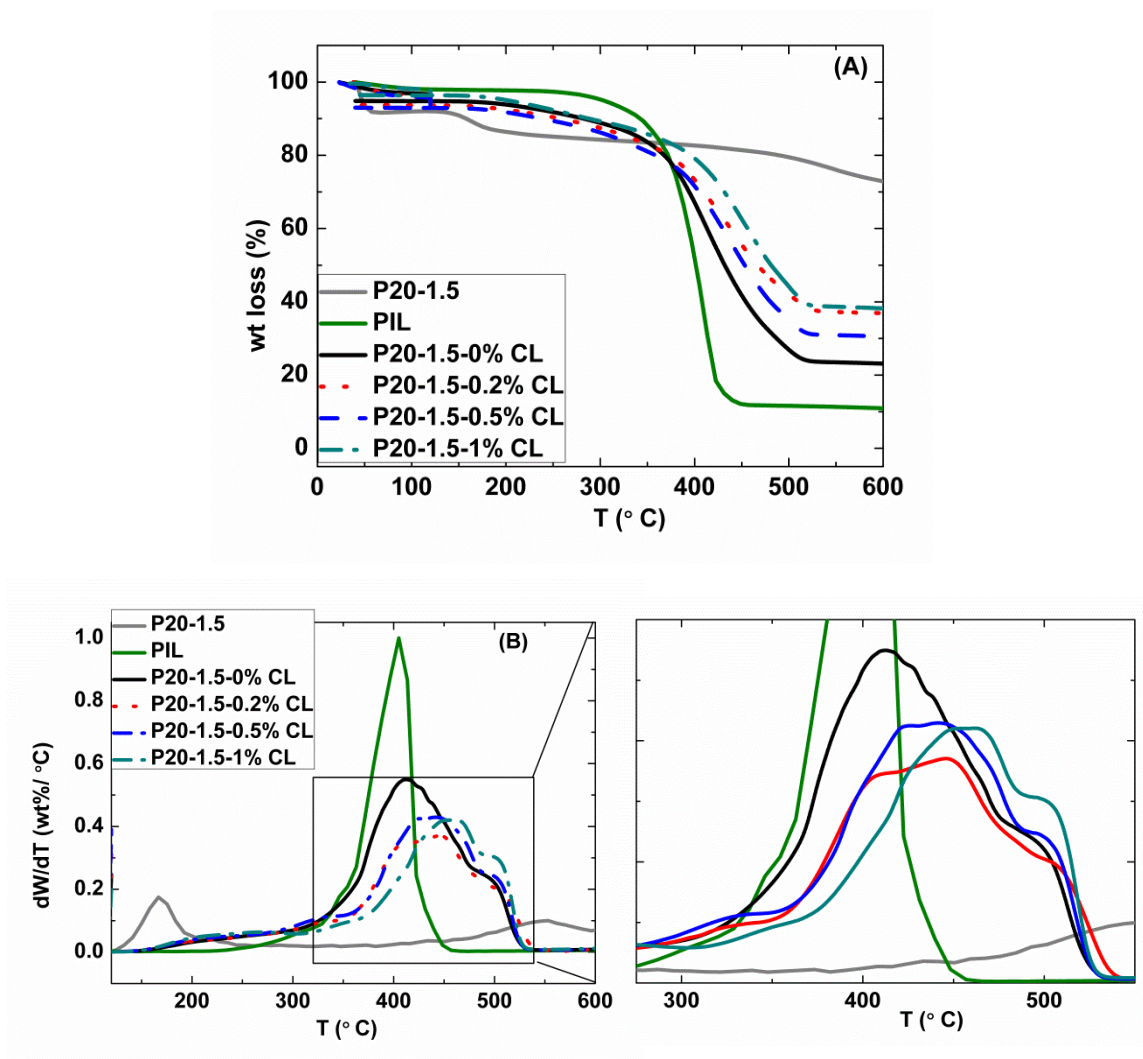 (A)
100
80
60
40
20
0
wt loss (%)
P20-1.5
PIL
P20-1.5-0% CL
P20-1.5-0.2% CL
P20-1.5-0.5% CL
P20-1.5-1% CL
0 100 200 300 400 500 600
T (° C)
P20-1.5
PIL
P20-1.5-0% CL
P20-1.5-0.2% CL
P20-1.5-0.5% CL
P20-1.5-1% CL
(B)
1.0
0.8
0.6
0.4
0.2
0.0
dW/dT (wt%/ °C)
200 300 400 500 600
T (° C)
300 400 500
T (° C)